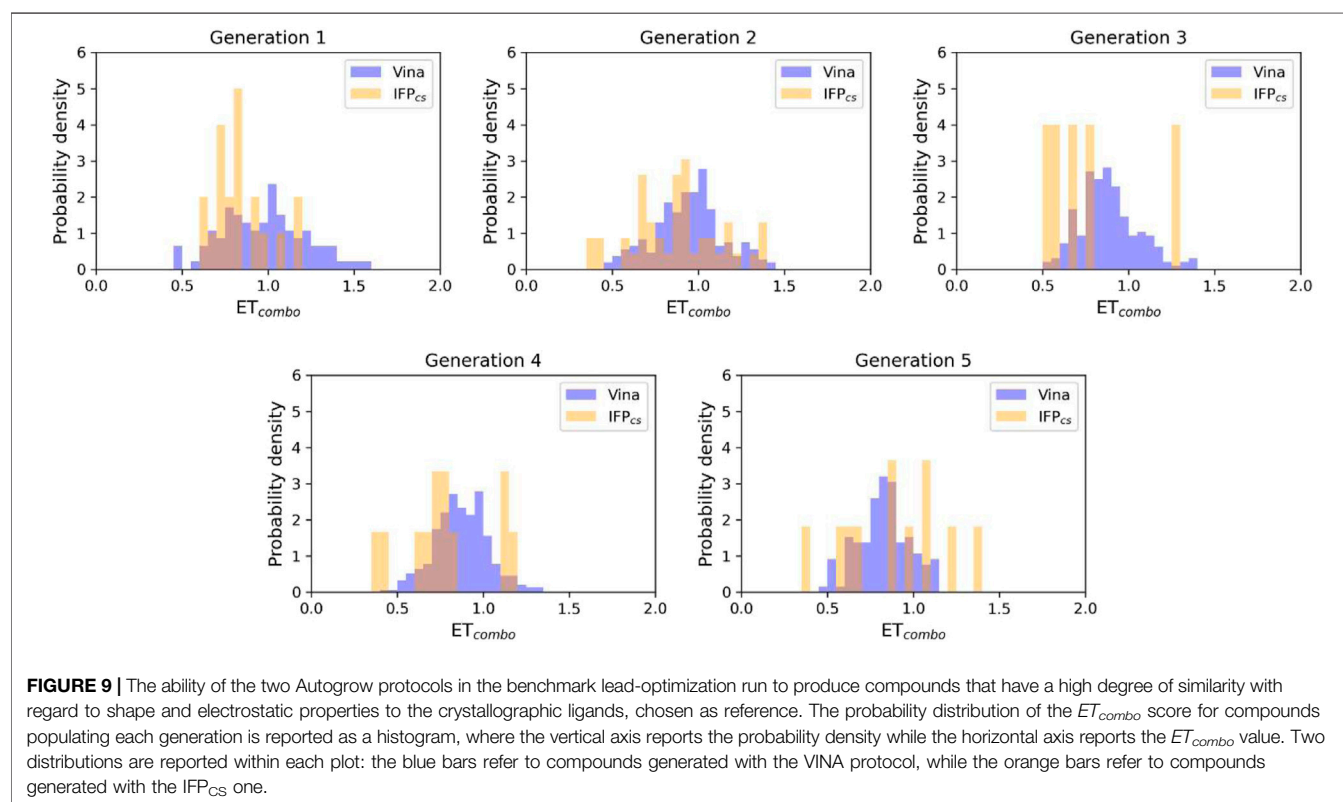 Generation 1
6
5
4
3
2
1
0
Probability density
Vina
IFPcs
0.0 0.5 1.0 1.5 2.0
ETcombo
Generation 2
6
5
4
3
2
1
0
Probability density
Vina
IFPcs
0.0 0.5 1.0 1.5 2.0
ETcombo
Generation 3
6
5
4
3
2
1
0
Probability density
Vina
IFPcs
0.0 0.5 1.0 1.5 2.0
ETcombo
Generation 4
6
5
4
3
2
1
0
Probability density
Vina
IFPcs
0.0 0.5 1.0 1.5 2.0
ETcombo
Generation 5
6
5
4
3
2
1
0
Probability density
Vina
IFPcs
0.0 0.5 1.0 1.5 2.0
ETcombo
FIGURE 9 | The ability of the two Autogrow protocols in the benchmark lead-optimization run to produce compounds that have a high degree of similarity with
regard to shape and electrostatic properties to the crystallographic ligands, chosen as reference. The probability distribution of the ETcombo score for compounds
populating each generation is reported as a histogram, where the vertical axis reports the probability density while the horizontal axis reports the ETcombo value. Two
distributions are reported within each plot: the blue bars refer to compounds generated with the VINA protocol, while the orange bars refer to compounds
generated with the IFPCS one.